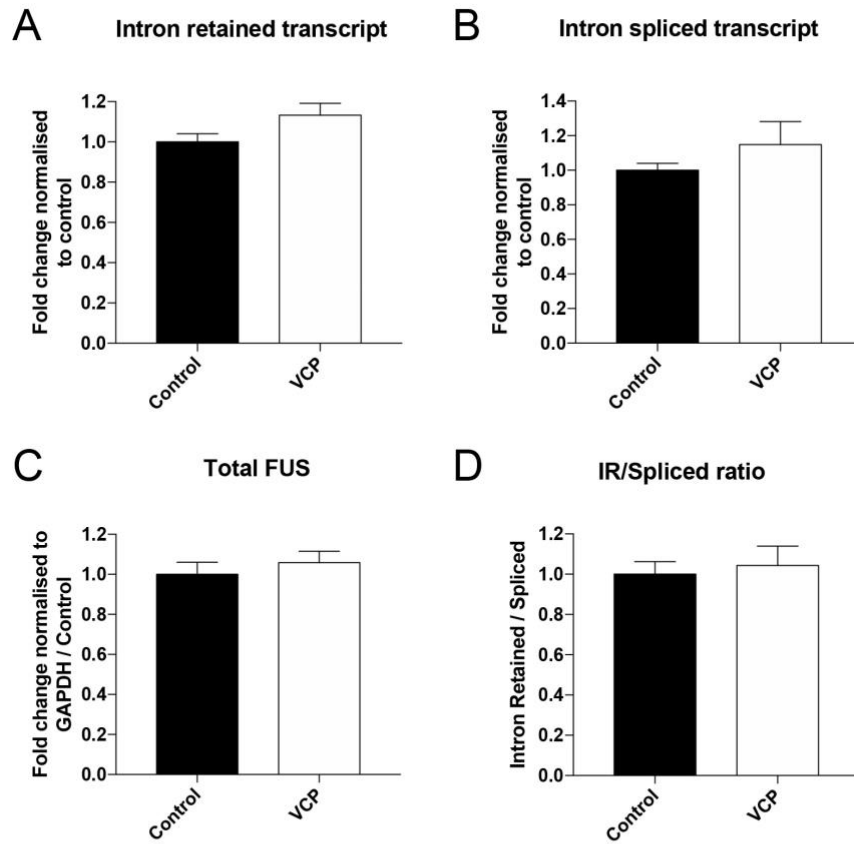 A
Intron retained transcript
Fold change normalised
to control
1.2
1.0
0.8
0.6
0.4
0.2
0.0
Control
VCP
B
Intron spliced transcript
Fold change normalised
to control
1.4
1.2
1.0
0.8
0.6
0.4
0.2
0.0
Control
VCP
C
Total FUS
Fold change normalised to
GAPDH / Control
1.2
1.0
0.8
0.6
0.4
0.2
0.0
Control
VCP
D
IR/Spliced ratio
Intron Retained / Spliced
1.2
1.0
0.8
0.6
0.4
0.2
0.0
Control
VCP